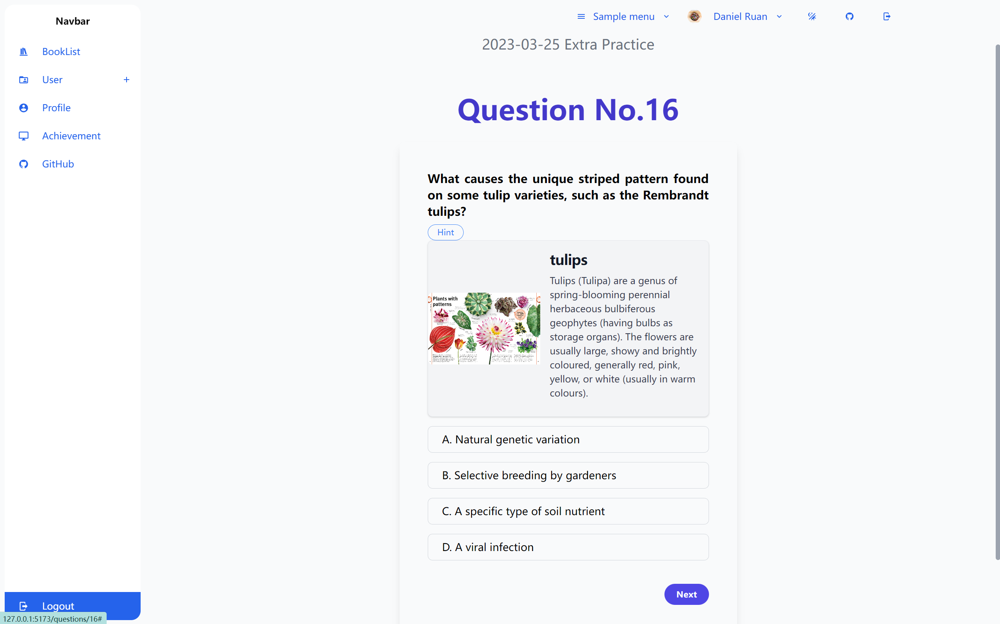 Navbar
BookList
User
Profile
Achievement
GitHub
Logout
127.0.0.1:5173/questions/16#
Sample menu
Daniel Ruan
2023-03-25 Extra Practice
Question No.16
What causes the unique striped pattern found
on some tulip varieties, such as the Rembrandt
tulips?
Hint
Plants with
patterns
tulips
Tulips (Tulipa) are a genus of
spring-blooming perennial
herbaceous bulbiferous
geophytes (having bulbs as
storage organs). The flowers are
usually large, showy and brightly
coloured, generally red, pink,
yellow, or white (usually in warm
colours).
A. Natural genetic variation
B. Selective breeding by gardeners
C. A specific type of soil nutrient
D. A viral infection
Next